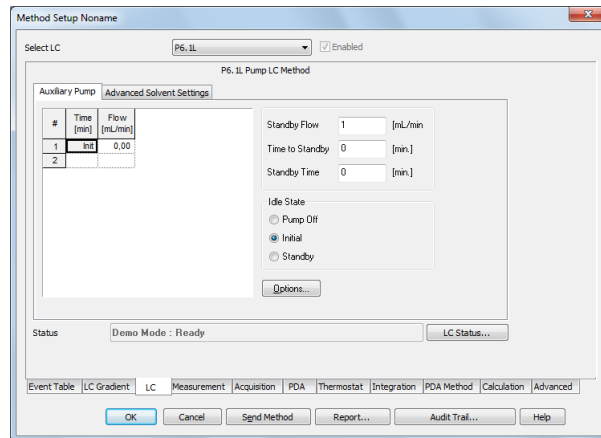 Method Setup Noname
Select LC P6.1L Enabled
P6.1L Pump LC Method
Auxiliary Pump Advanced Solvent Settings
# Time [min] Flow [mL/min]
1 Init 0,00
2
Standby Flow 1 [mL/min
Time to Standby 0 [min.]
Standby Time 0 [min.]
Idle State
Pump Off
Initial
Standby
Options...
Status Demo Mode : Ready LC Status...
Event Table LC Gradient LC Measurement Acquisition PDA Thermostat Integration PDA Method Calculation Advanced
OK Cancel Send Method Report... Audit Trail... Help